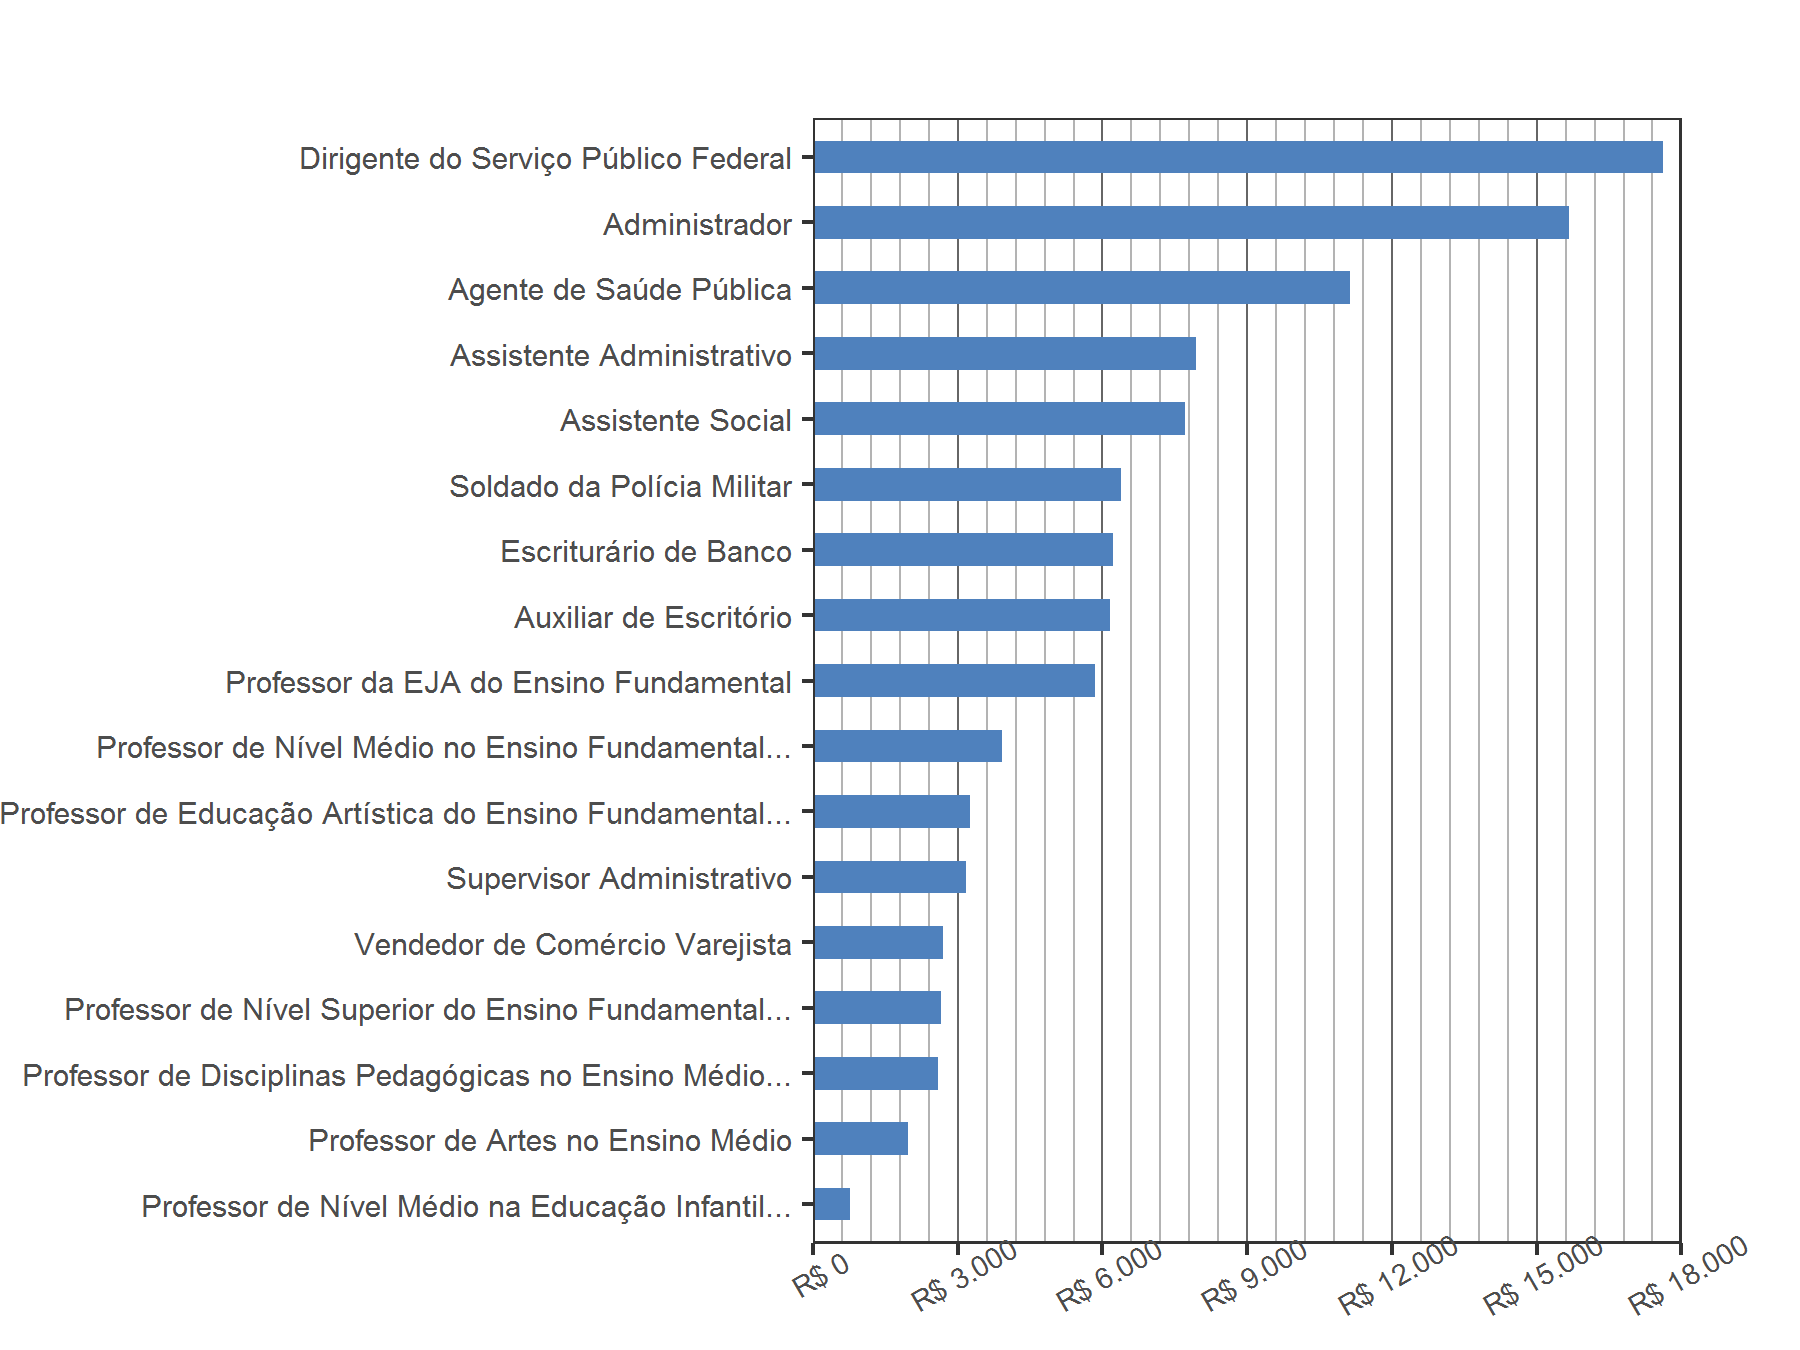 Dirigente do Serviço Público Federal
Administrador
Agente de Saúde Pública
Assistente Administrativo
Assistente Social
Soldado da Polícia Militar
Escriturário de Banco
Auxiliar de Escritório
Professor da EJA do Ensino Fundamental
Professor de Nível Médio no Ensino Fundamental...
Professor de Educação Artística do Ensino Fundamental...
Supervisor Administrativo
Vendedor de Comércio Varejista
Professor de Nível Superior do Ensino Fundamental...
Professor de Disciplinas Pedagógicas no Ensino Médio...
Professor de Artes no Ensino Médio
Professor de Nível Médio na Educação Infantil...
R$ 0
R$ 3.000
R$ 6.000
R$ 9.000
R$ 12.000
R$ 15.000
R$ 18.000